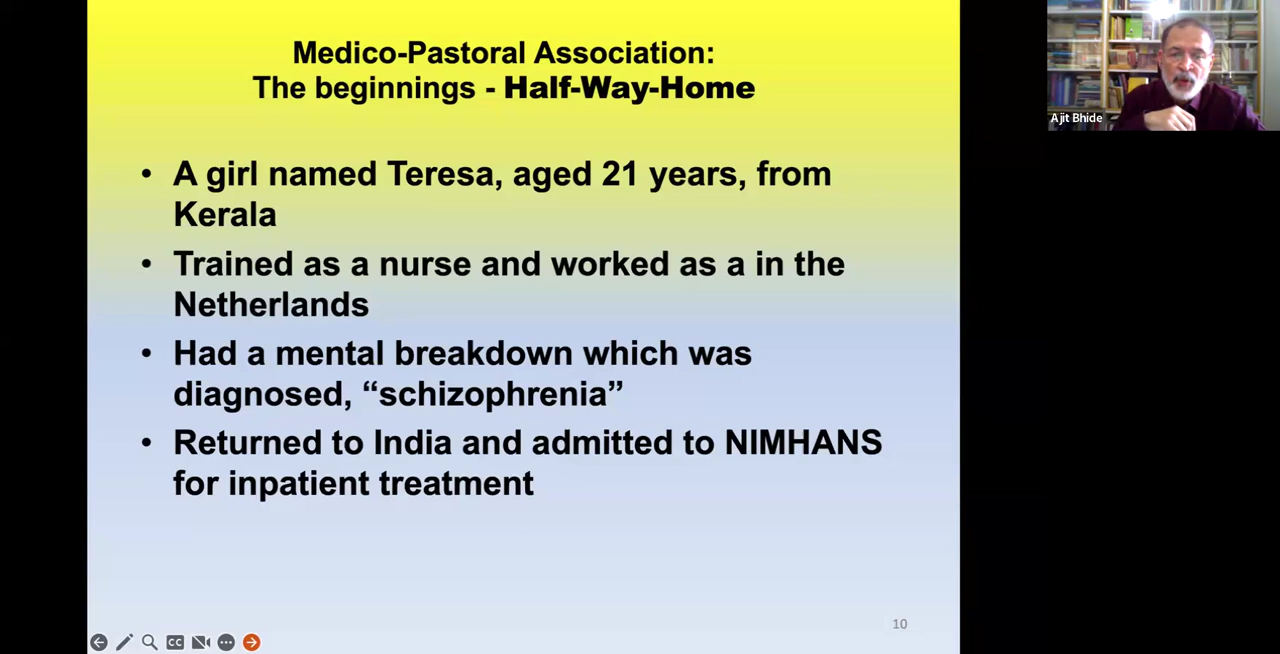 Medico-Pastoral Association:
The beginnings - Half-Way-Home
• A girl named Teresa, aged 21 years, from
Kerala
• Trained as a nurse and worked as a in the
Netherlands
• Had a mental breakdown which was
diagnosed, “schizophrenia”
• Returned to India and admitted to NIMHANS
for inpatient treatment
10
CC
Ajit Bhide